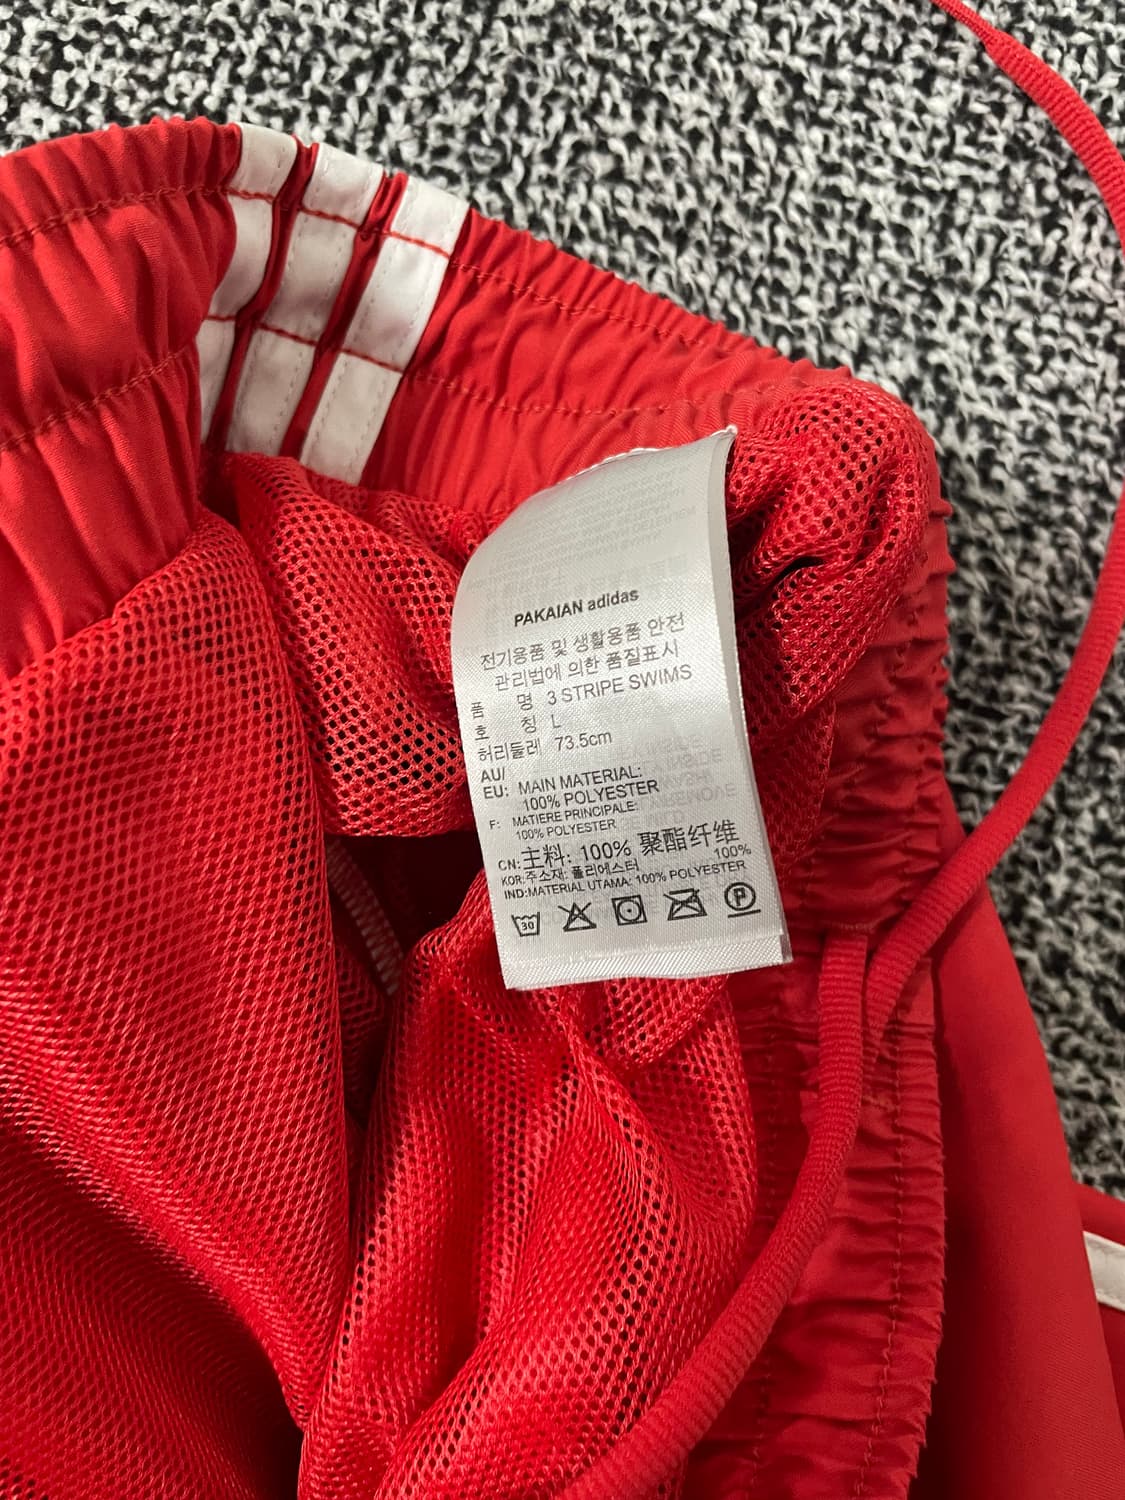 PAKAIAN adidas
전기용품 및 생활용품 안전
관리법에 의한 품질표시
품 명 3 STRIPE SWIMS
호 칭 L
허리둘레 73.5cm
AU/
EU: MAIN MATERIAL:
100% POLYESTER
F: MATIERE PRINCIPALE:
100% POLYESTER
CN:主料: 100% 聚酯纤维
KOR:주소재: 폴리에스터 100%
IND:MATERIAL UTAMA: 100% POLYESTER
30 P